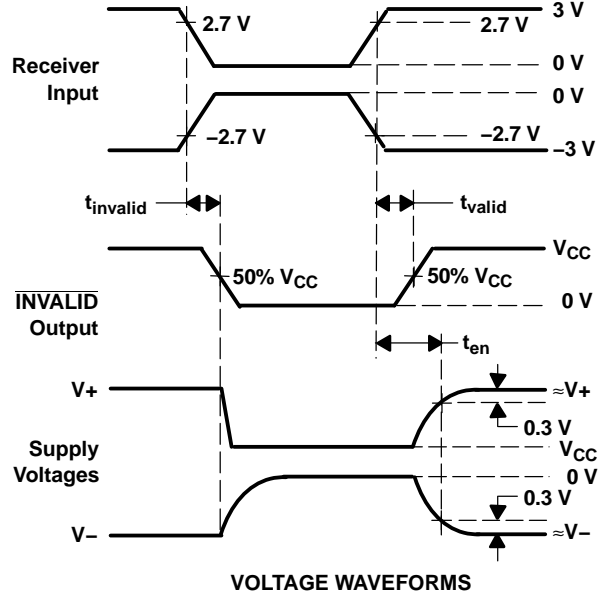 3 V
2.7 V
2.7 V
Receiver
Input
0 V
0 V
−2.7 V
−2.7 V
−3 V
tinvalid
tvalid
VCC
50% VCC
50% VCC
INVALID
Output
0 V
ten
V+
≈V+
0.3 V
Supply
Voltages
VCC
0 V
0.3 V
V−
≈V−
VOLTAGE WAVEFORMS